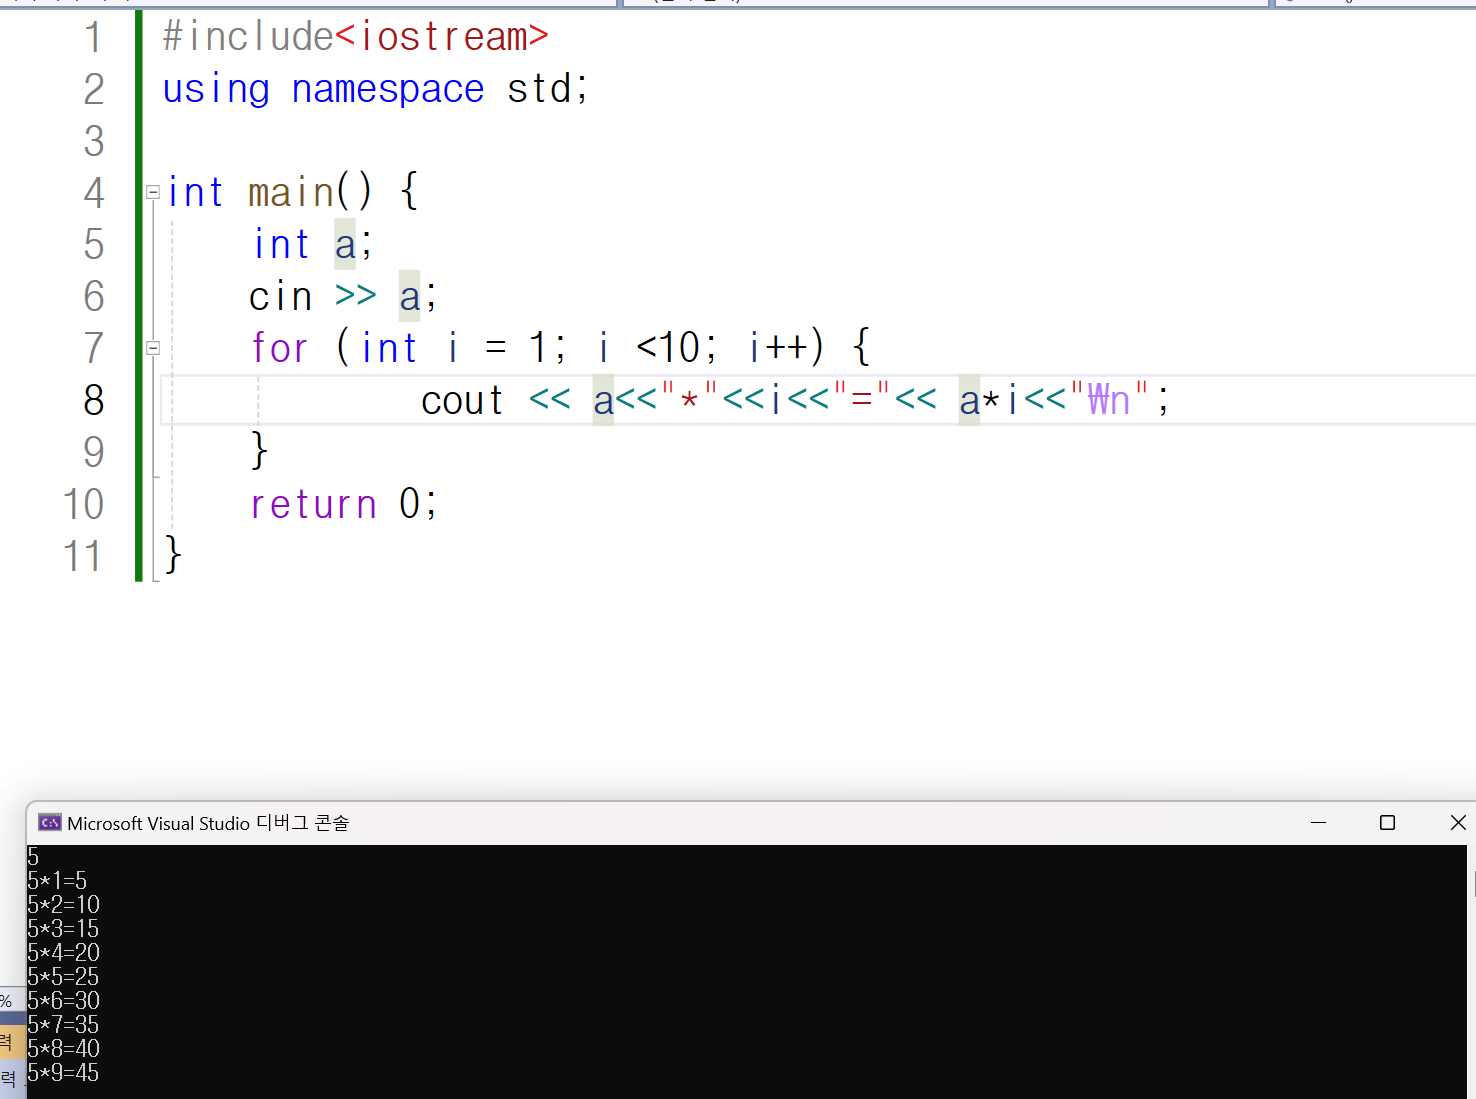 1 #include<iostream>
2 using namespace std;
3
4 int main() {
5 int a;
6 cin >> a;
7 for (int i = 1; i <10; i++) {
8 cout << a<<"*"<<i<<"="<< a*i<<"₩n";
9 }
10 return 0;
11 }
Microsoft Visual Studio 디버그 콘솔
5
5*1=5
5*2=10
5*3=15
5*4=20
5*5=25
%
5*6=30
5*7=35
력
5*8=40
력
5*9=45